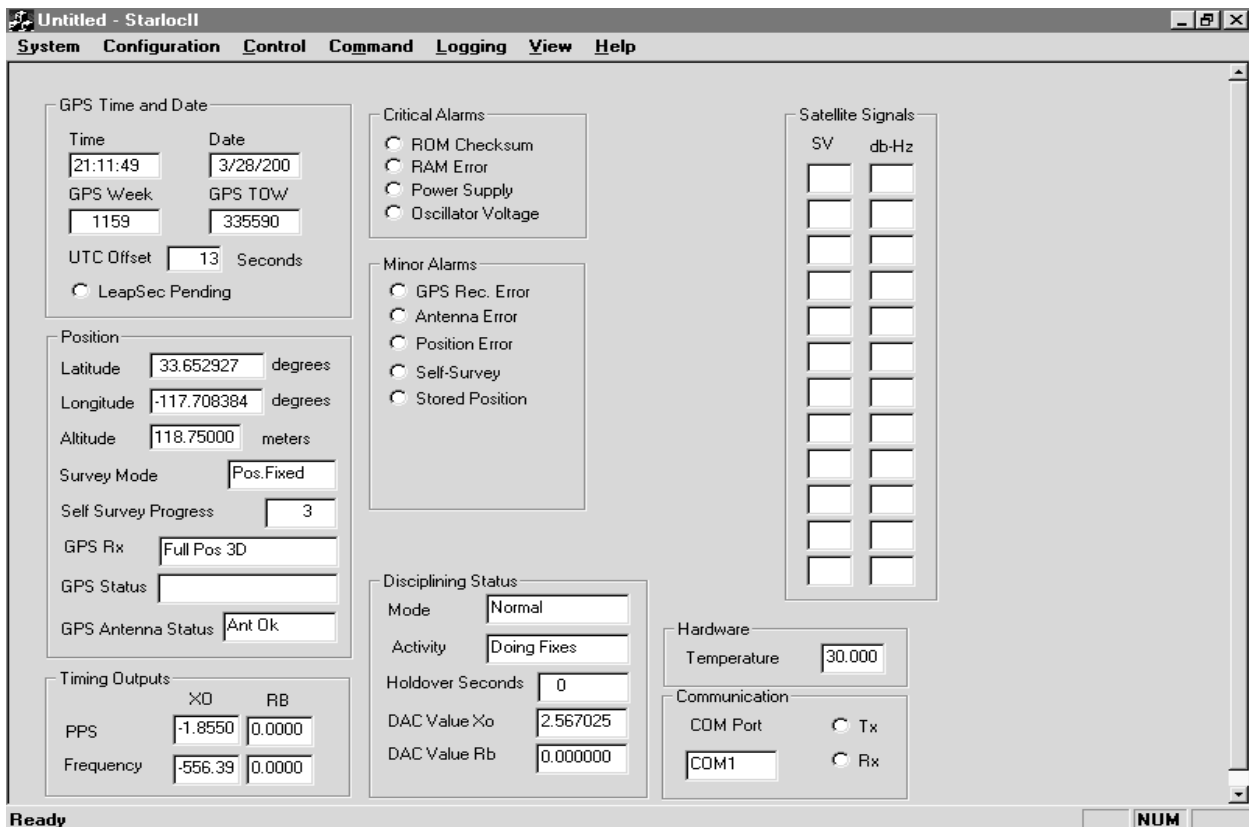 Untitled - StarlocII
System Configuration Control Command Logging View Help
GPS Time and Date
Time Date
21:11:49 3/28/200
GPS Week GPS TOW
1159 335590
UTC Offset 13 Seconds
LeapSec Pending
Position
Latitude 33.652927 degrees
Longitude -117.708384 degrees
Altitude 118.75000 meters
Survey Mode Pos.Fixed
Self Survey Progress 3
GPS Rx Full Pos 3D
GPS Status
GPS Antenna Status Ant Ok
Timing Outputs
XO RB
PPS -1.8550 0.0000
Frequency -556.39 0.0000
Critical Alarms
ROM Checksum
RAM Error
Power Supply
Oscillator Voltage
Minor Alarms
GPS Rec. Error
Antenna Error
Position Error
Self-Survey
Stored Position
Disciplining Status
Mode Normal
Activity Doing Fixes
Holdover Seconds 0
DAC Value Xo 2.567025
DAC Value Rb 0.000000
Satellite Signals
SV db-Hz
Hardware
Temperature 30.000
Communication
COM Port Tx
COM1 Rx
Ready NUM